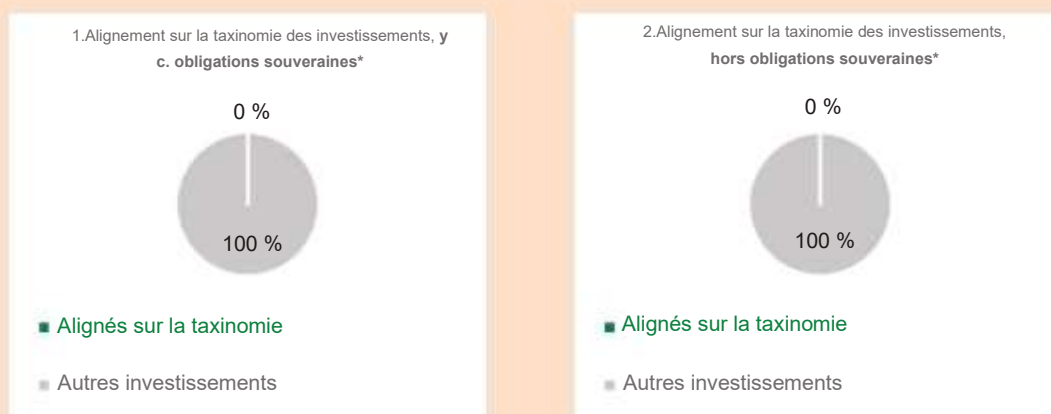 1.Alignement sur la taxinomie des investissements, y
c. obligations souveraines*
0 %
100 %
Alignés sur la taxinomie
Autres investissements
2.Alignement sur la taxinomie des investissements,
hors obligations souveraines*
0 %
100 %
Alignés sur la taxinomie
Autres investissements